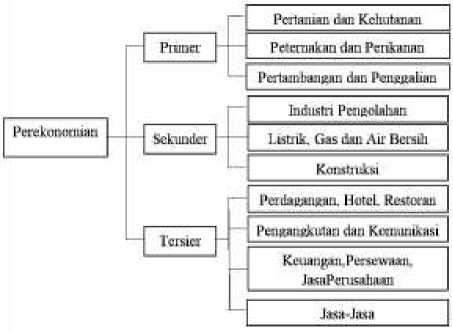 Perekonomian
Primer
Pertanian dan Kehutanan
Peternakan dan Perikanan
Pertambangan dan Penggalian
Sekunder
Industri Pengolahan
Listrik, Gas dan Air Bersih
Konstruksi
Tersier
Perdagangan, Hotel, Restoran
Pengangkutan dan Komunikasi
Keuangan,Persewaan,
JasaPerusahaan
Jasa-Jasa